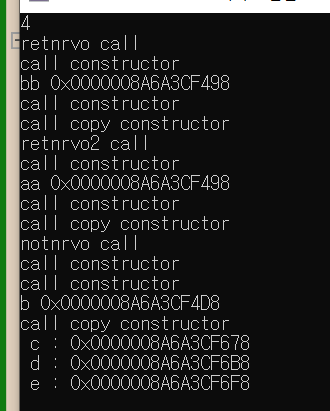 4
retnrvo call
call constructor
bb 0x0000008A6A3CF498
call constructor
call copy constructor
retnrvo2 call
call constructor
aa 0x0000008A6A3CF498
call constructor
call copy constructor
notnrvo call
call constructor
call constructor
b 0x0000008A6A3CF4D8
call copy constructor
c : 0x0000008A6A3CF678
d : 0x0000008A6A3CF6B8
e : 0x0000008A6A3CF6F8